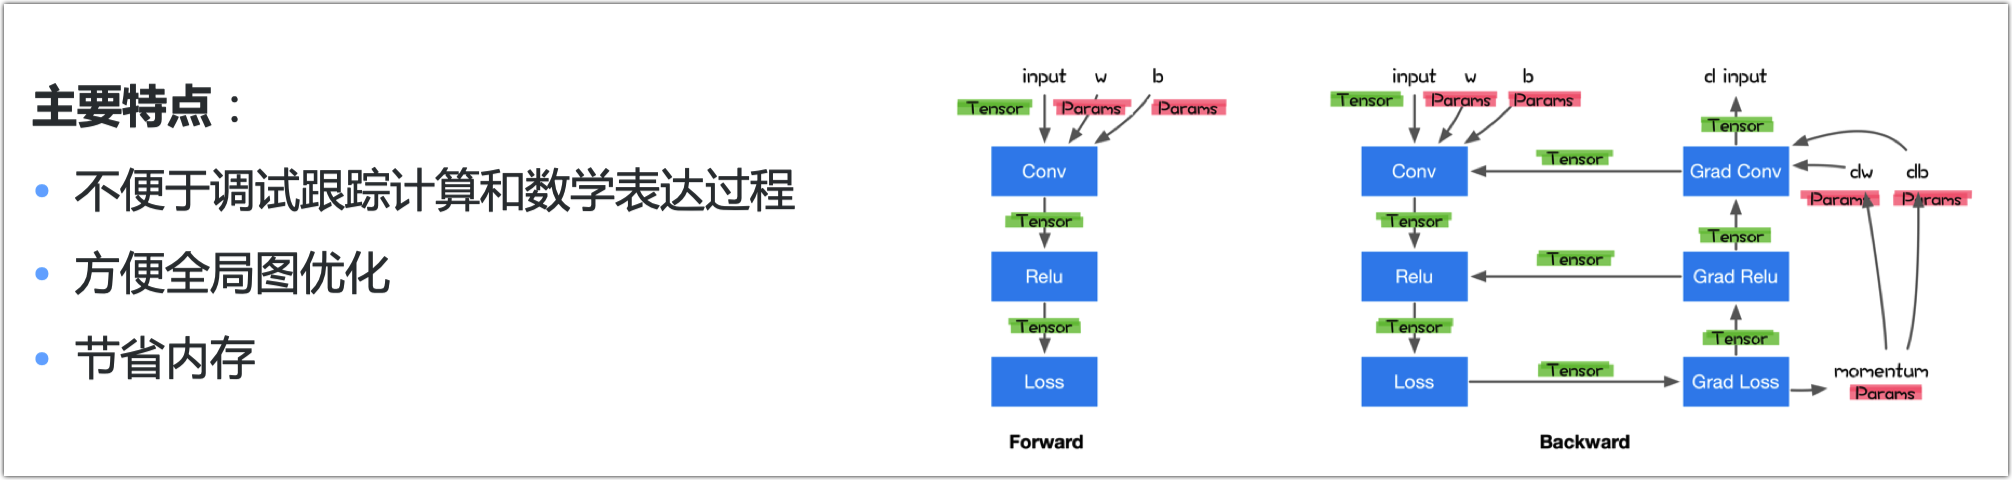 主要特点：
不便于调试跟踪计算和数学表达过程
方便全局图优化
节省内存
input w b
Tensor Params Params
Conv
Tensor
Relu
Tensor
Loss
Forward
input w b d input
Tensor Params Params
Tensor
Conv Tensor Grad Conv
dw db
Params Params
Tensor Tensor
Relu Tensor Grad Relu
Tensor Tensor
Loss Tensor Grad Loss
momentum
Params
Backward